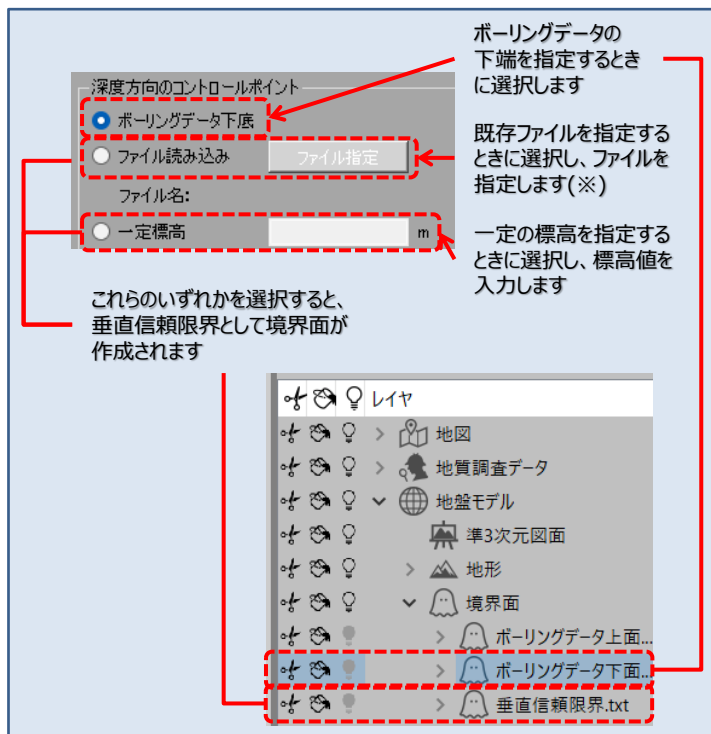 ボーリングデータの
下端を指定するとき
に選択します
深度方向のコントロールポイント
ボーリングデータ下底
ファイル読み込み
ファイル指定
ファイル名:
一定標高
m
既存ファイルを指定する
ときに選択し、ファイルを
指定します(※)
一定の標高を指定する
ときに選択し、標高値を
入力します
これらのいずれかを選択すると、
垂直信頼限界として境界面が
作成されます
レイヤ
地図
地質調査データ
地盤モデル
準3次元図面
地形
境界面
ボーリングデータ上面...
ボーリングデータ下面...
垂直信頼限界.txt